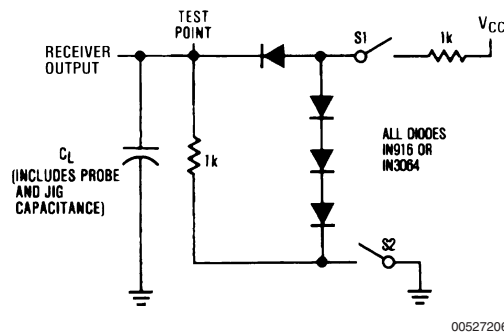 TEST
POINT
RECEIVER
OUTPUT
S1
1k
VCC
CL
(INCLUDES PROBE
AND JIG
CAPACITANCE)
1k
ALL DIODES
IN916 OR
IN3064
S2
00527206